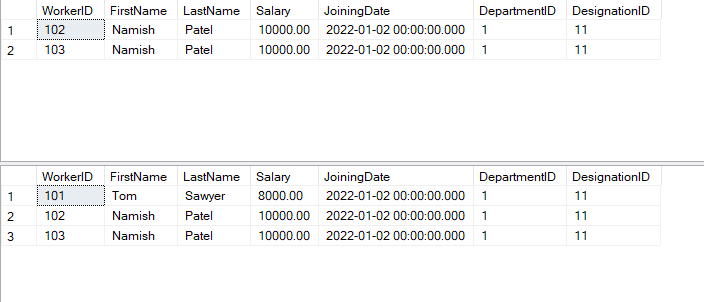 WorkerID FirstName LastName Salary JoiningDate DepartmentID DesignationID
1 102 Namish Patel 10000.00 2022-01-02 00:00:00.000 1 11
2 103 Namish Patel 10000.00 2022-01-02 00:00:00.000 1 11
WorkerID FirstName LastName Salary JoiningDate DepartmentID DesignationID
1 101 Tom Sawyer 8000.00 2022-01-02 00:00:00.000 1 11
2 102 Namish Patel 10000.00 2022-01-02 00:00:00.000 1 11
3 103 Namish Patel 10000.00 2022-01-02 00:00:00.000 1 11